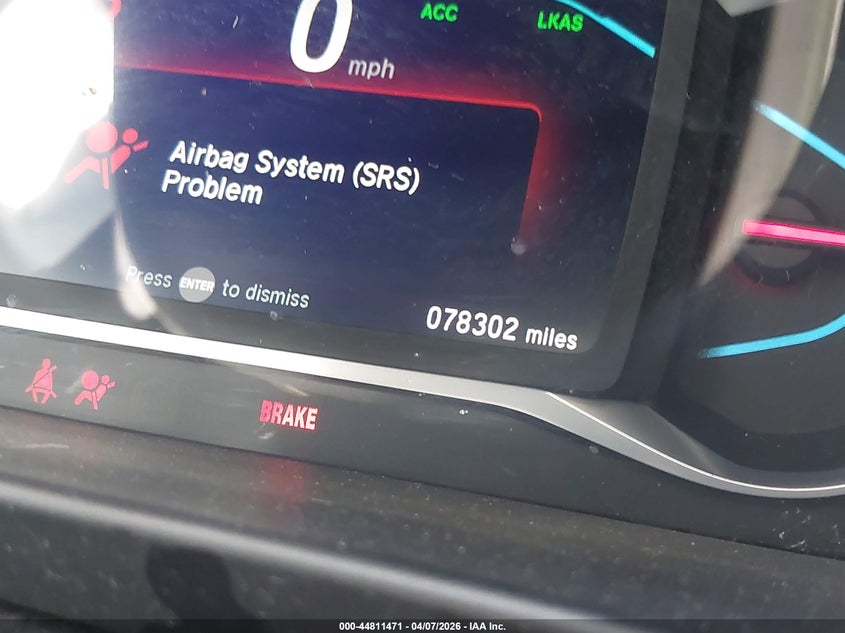 0 mph
ACC
LKAS
Airbag System (SRS)
Problem
Press ENTER to dismiss
078302 miles
BRAKE
000-44811471 - 04/07/2026 - IAA Inc.